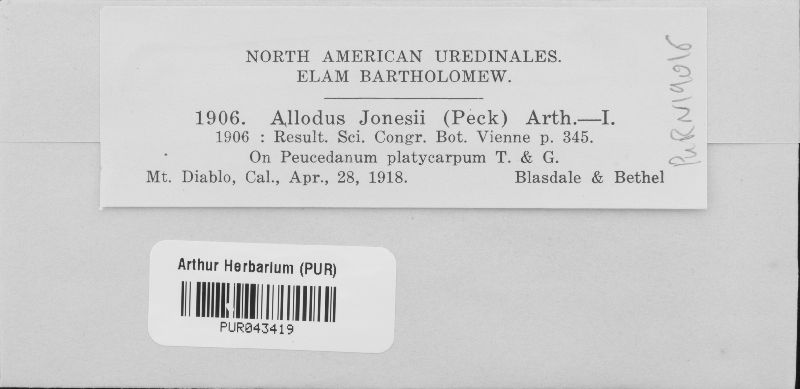 NORTH AMERICAN UREDINALES.
ELAM BARTHOLOMEW.
1906. Allodus Jonesii (Peck) Arth.—I.
1906 : Result. Sci. Congr. Bot. Vienne p. 345.
On Peucedanum platycarpum T. & G.
Mt. Diablo, Cal., Apr., 28, 1918. Blasdale & Bethel
PURN19016
Arthur Herbarium (PUR)
PUR043419